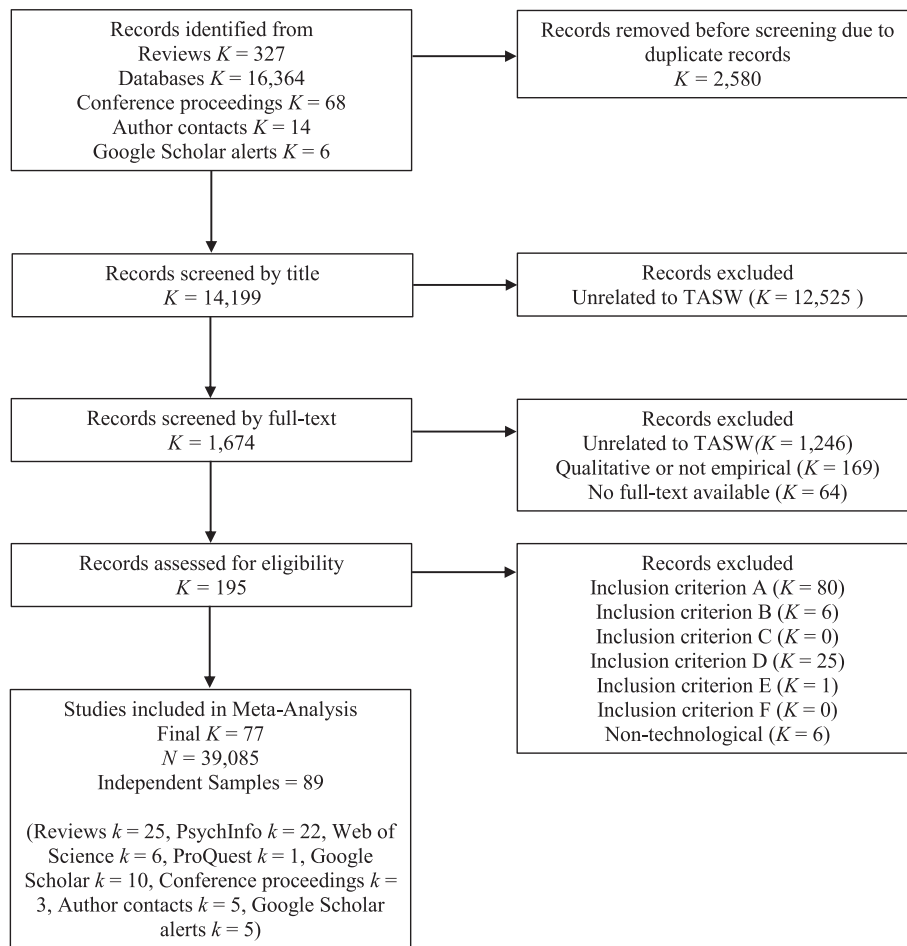 Records identified from
Reviews K = 327
Databases K = 16,364
Conference proceedings K = 68
Author contacts K = 14
Google Scholar alerts K = 6
Records removed before screening due to
duplicate records
K = 2,580
Records screened by title
K = 14,199
Records excluded
Unrelated to TASW (K = 12,525 )
Records screened by full-text
K = 1,674
Records excluded
Unrelated to TASW(K = 1,246)
Qualitative or not empirical (K = 169)
No full-text available (K = 64)
Records assessed for eligibility
K = 195
Records excluded
Inclusion criterion A (K = 80)
Inclusion criterion B (K = 6)
Inclusion criterion C (K = 0)
Inclusion criterion D (K = 25)
Inclusion criterion E (K = 1)
Inclusion criterion F (K = 0)
Non-technological (K = 6)
Studies included in Meta-Analysis
Final K = 77
N = 39,085
Independent Samples = 89
(Reviews k = 25, PsychInfo k = 22, Web of
Science k = 6, ProQuest k = 1, Google
Scholar k = 10, Conference proceedings k =
3, Author contacts k = 5, Google Scholar
alerts k = 5)